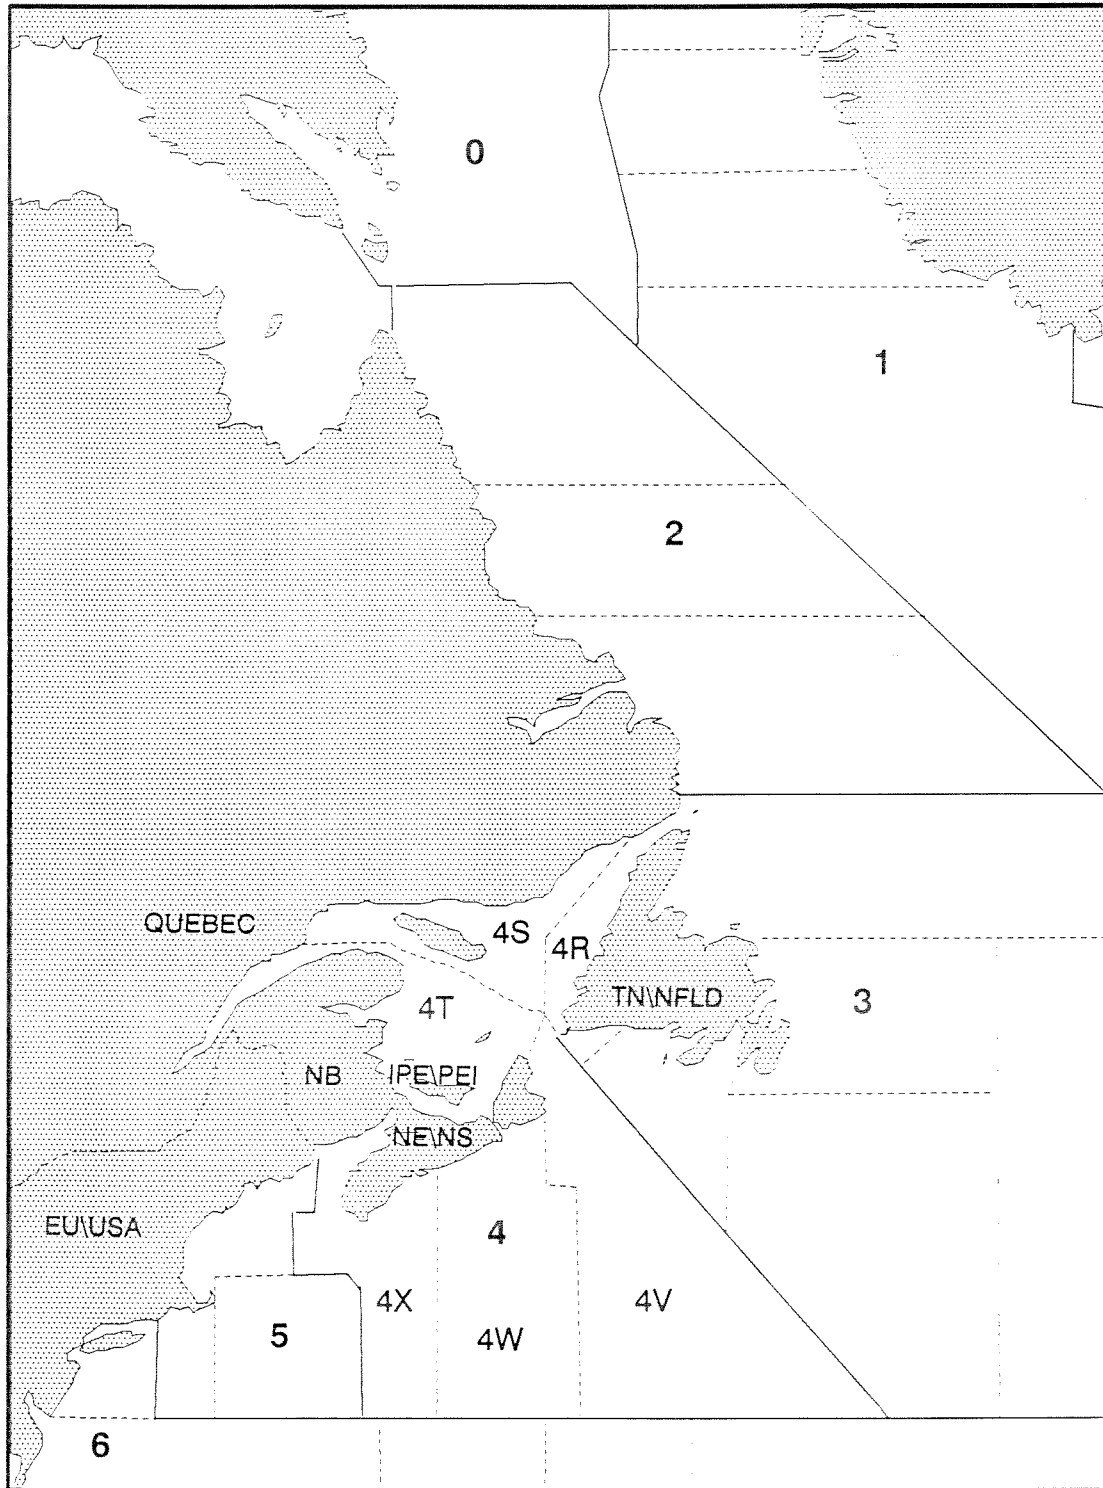 0
1
2
QUEBEC
4S
4R
TN\NFLD
3
4T
NB
IPE\PEI
NE\NS
EU\USA
4
4X
4V
5
4W
6